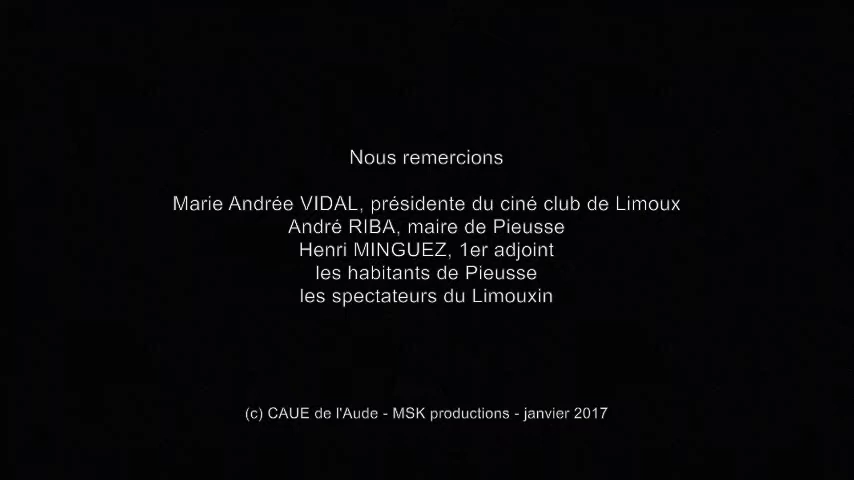 Nous remercions
Marie Andrée VIDAL, présidente du ciné club de Limoux
André RIBA, maire de Pieusse
Henri MINGUEZ, 1er adjoint
les habitants de Pieusse
les spectateurs du Limouxin
(c) CAUE de l'Aude - MSK productions - janvier 2017